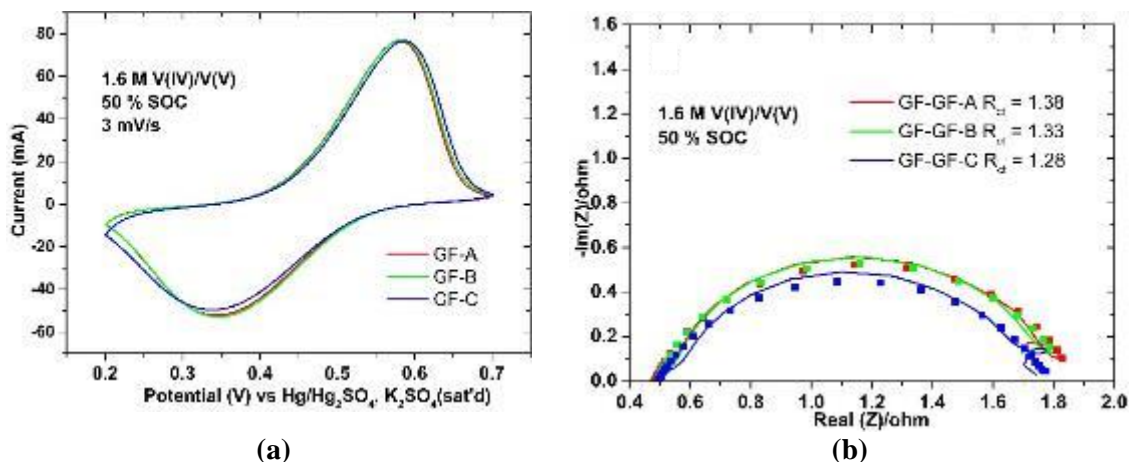 80
60
40
20
0
-20
-40
-60
Current (mA)
1.6 M V(IV)/V(V)
50 % SOC
3 mV/s
GF-A
GF-B
GF-C
0.2 0.3 0.4 0.5 0.6 0.7
Potential (V) vs Hg/Hg₂SO₄. K₂SO₄(sat'd)
(a)
1.6
1.4
1.2
1.0
0.8
0.6
0.4
0.2
0.0
-Im(Z)/ohm
1.6 M V(IV)/V(V)
50 % SOC
GF-GF-A R_ct = 1.38
GF-GF-B R_ct = 1.33
GF-GF-C R_ct = 1.28
0.4 0.6 0.8 1.0 1.2 1.4 1.6 1.8 2.0
Real (Z)/ohm
(b)